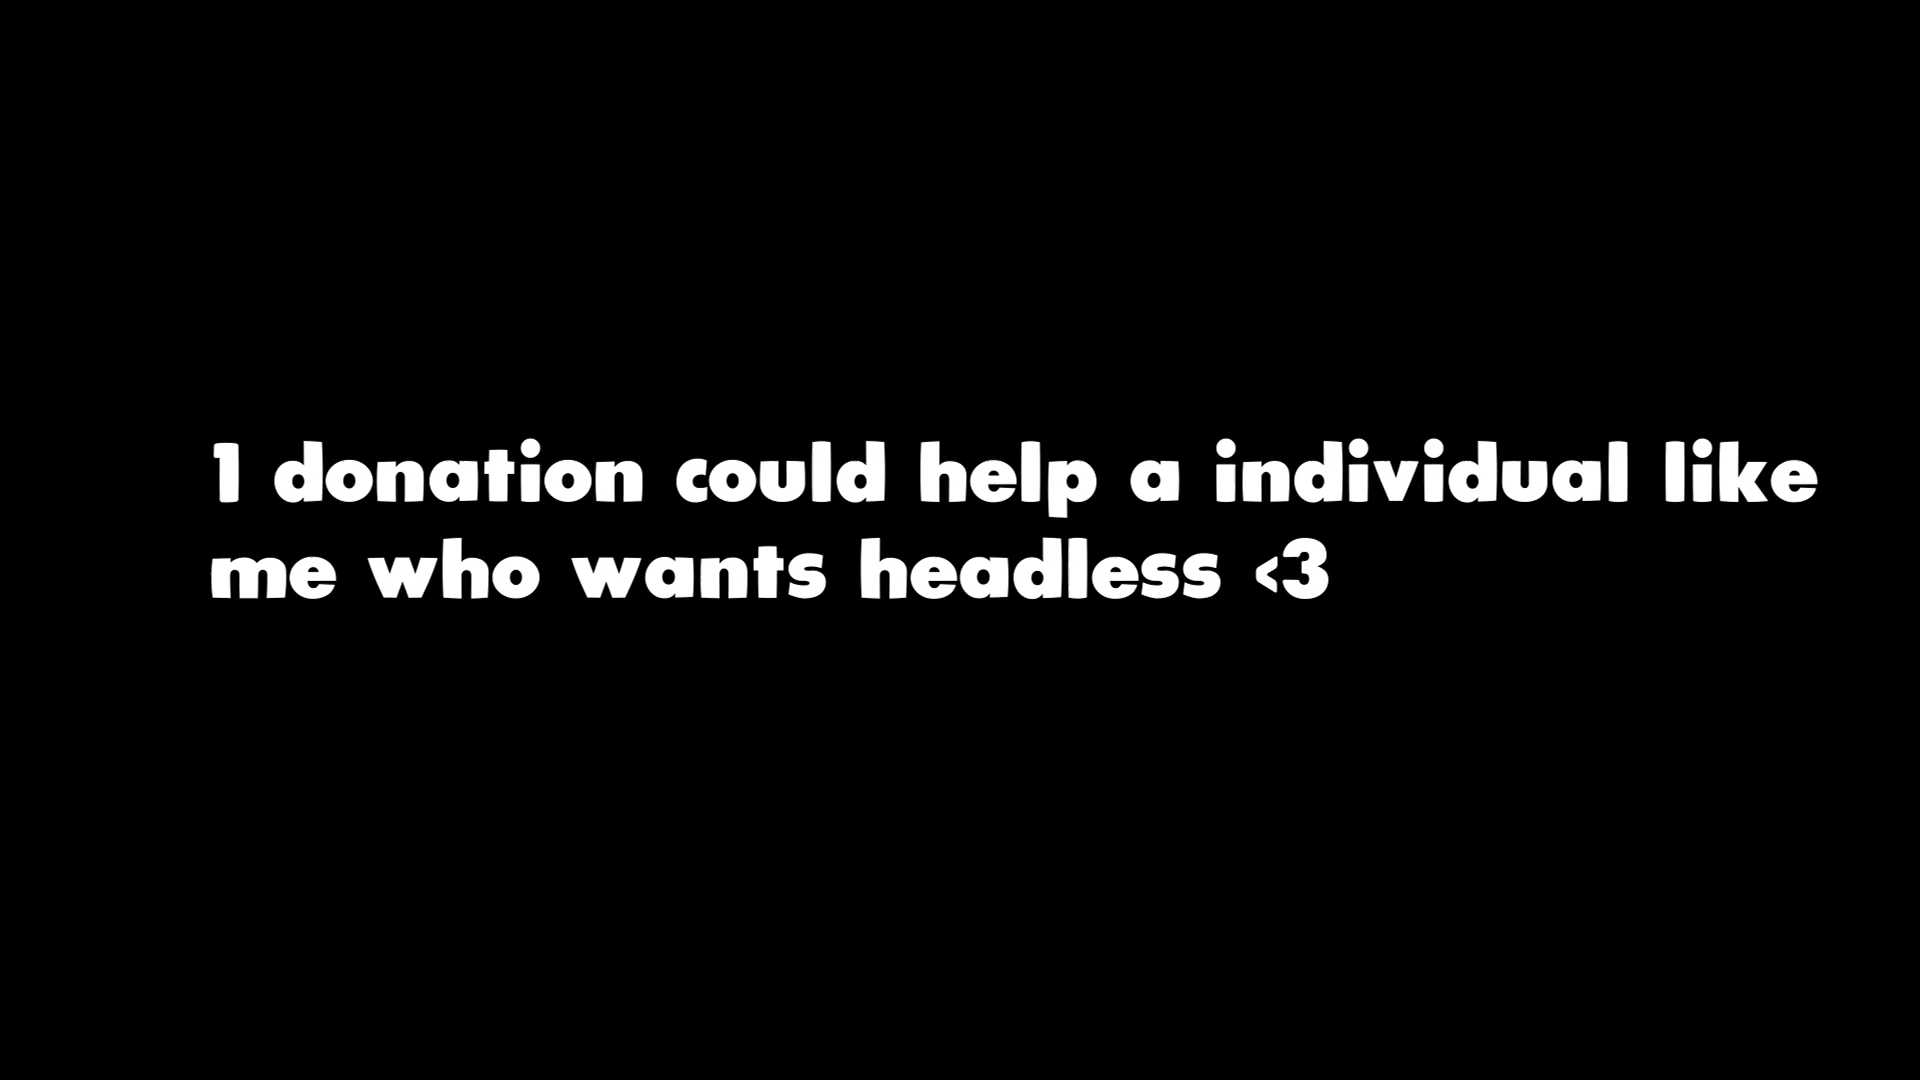 1 donation could help a individual like
me who wants headless <3